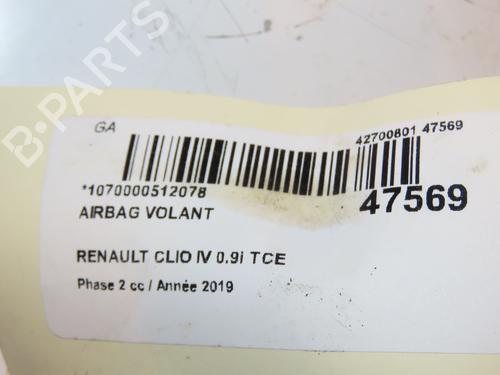 GA
42700801 47569
*1070000512078
47569
AIRBAG VOLANT
RENAULT CLIO IV 0.9i TCE
Phase 2 cc / Année 2019
B-PARTS